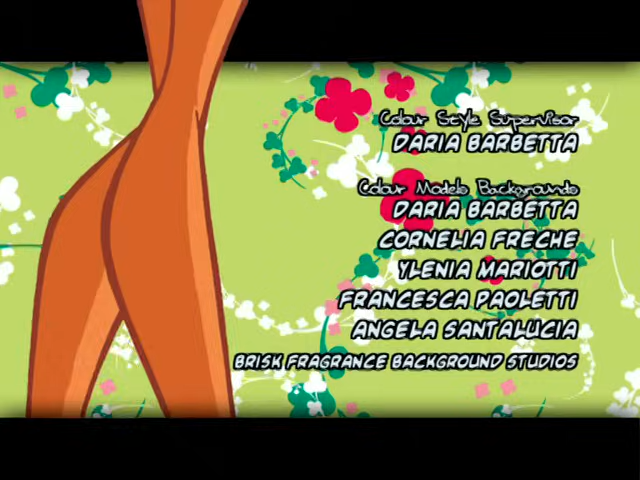 Colour Style Supervisor
DARIA BARBETTA
Colour Models Backgrounds
DARIA BARBETTA
CORNELIA FRECHE
YLENIA MARIOTTI
FRANCESCA PAOLETTI
ANGELA SANTALUCIA
BRISK FRAGRANCE BACKGROUND STUDIOS